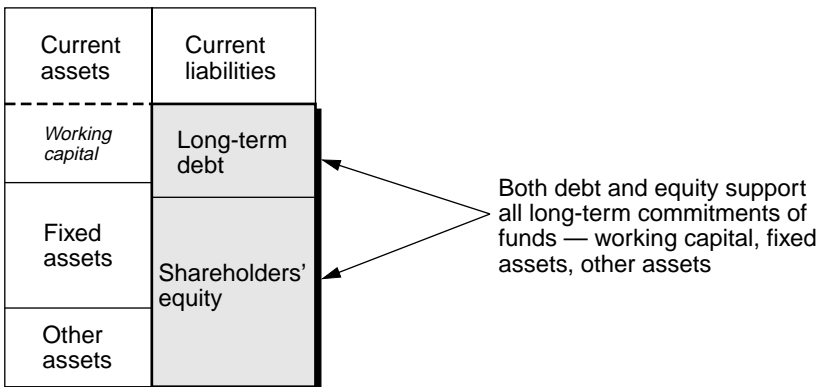 Current
assets
Current
liabilities
Working
capital
Long-term
debt
Fixed
assets
Shareholders'
equity
Other
assets
Both debt and equity support
all long-term commitments of
funds — working capital, fixed
assets, other assets